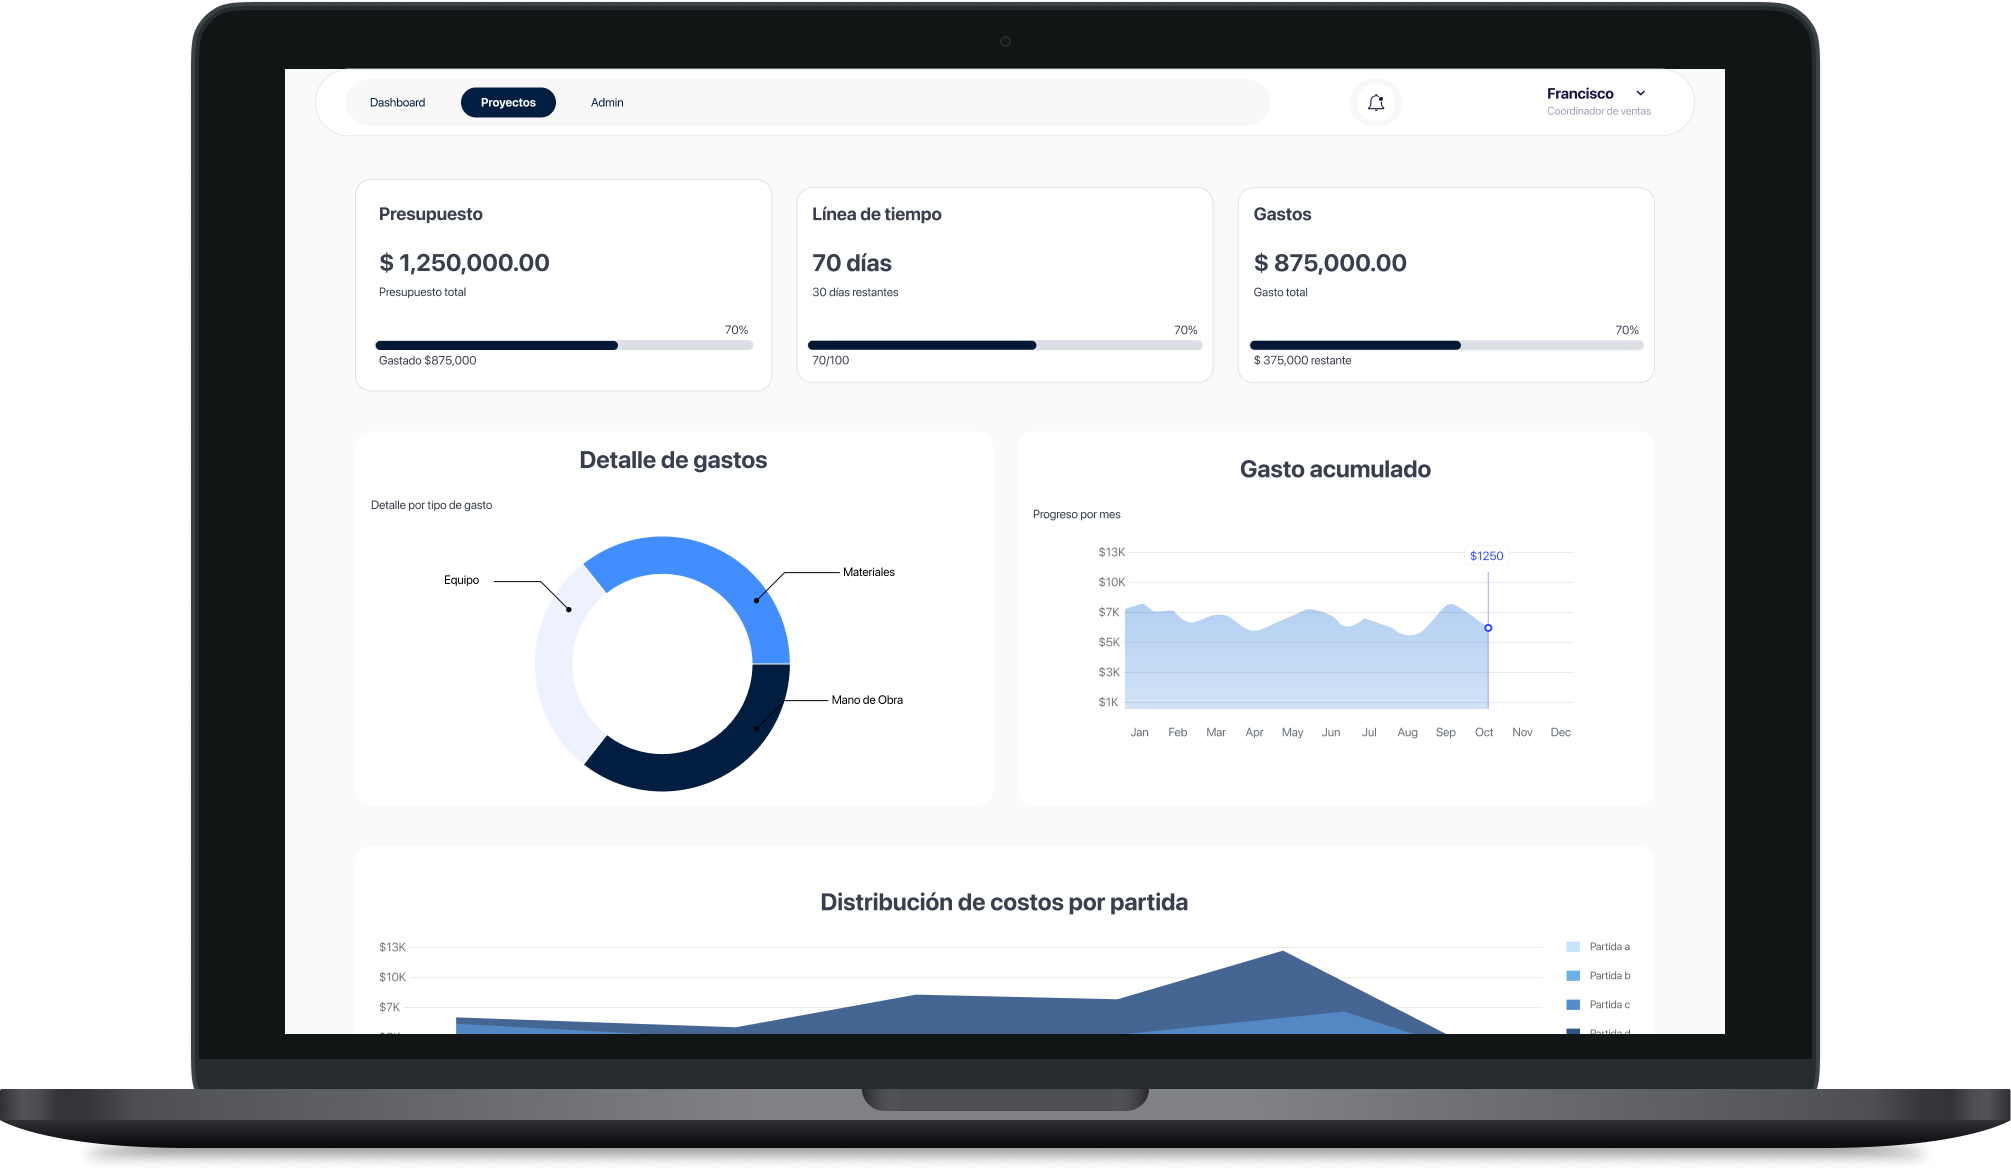 Dashboard Proyectos Admin
Francisco
Coordinador de ventas
Presupuesto
$ 1,250,000.00
Presupuesto total
70%
Gastado $875,000
Línea de tiempo
70 días
30 días restantes
70%
70/100
Gastos
$ 875,000.00
Gasto total
70%
$ 375,000 restante
Detalle de gastos
Detalle por tipo de gasto
Equipo
Materiales
Mano de Obra
Gasto acumulado
Progreso por mes
$13K
$1250
$10K
$7K
$5K
$3K
$1K
Jan Feb Mar Apr May Jun Jul Aug Sep Oct Nov Dec
Distribución de costos por partida
$13K
$10K
$7K
Partida a
Partida b
Partida c
Partida d